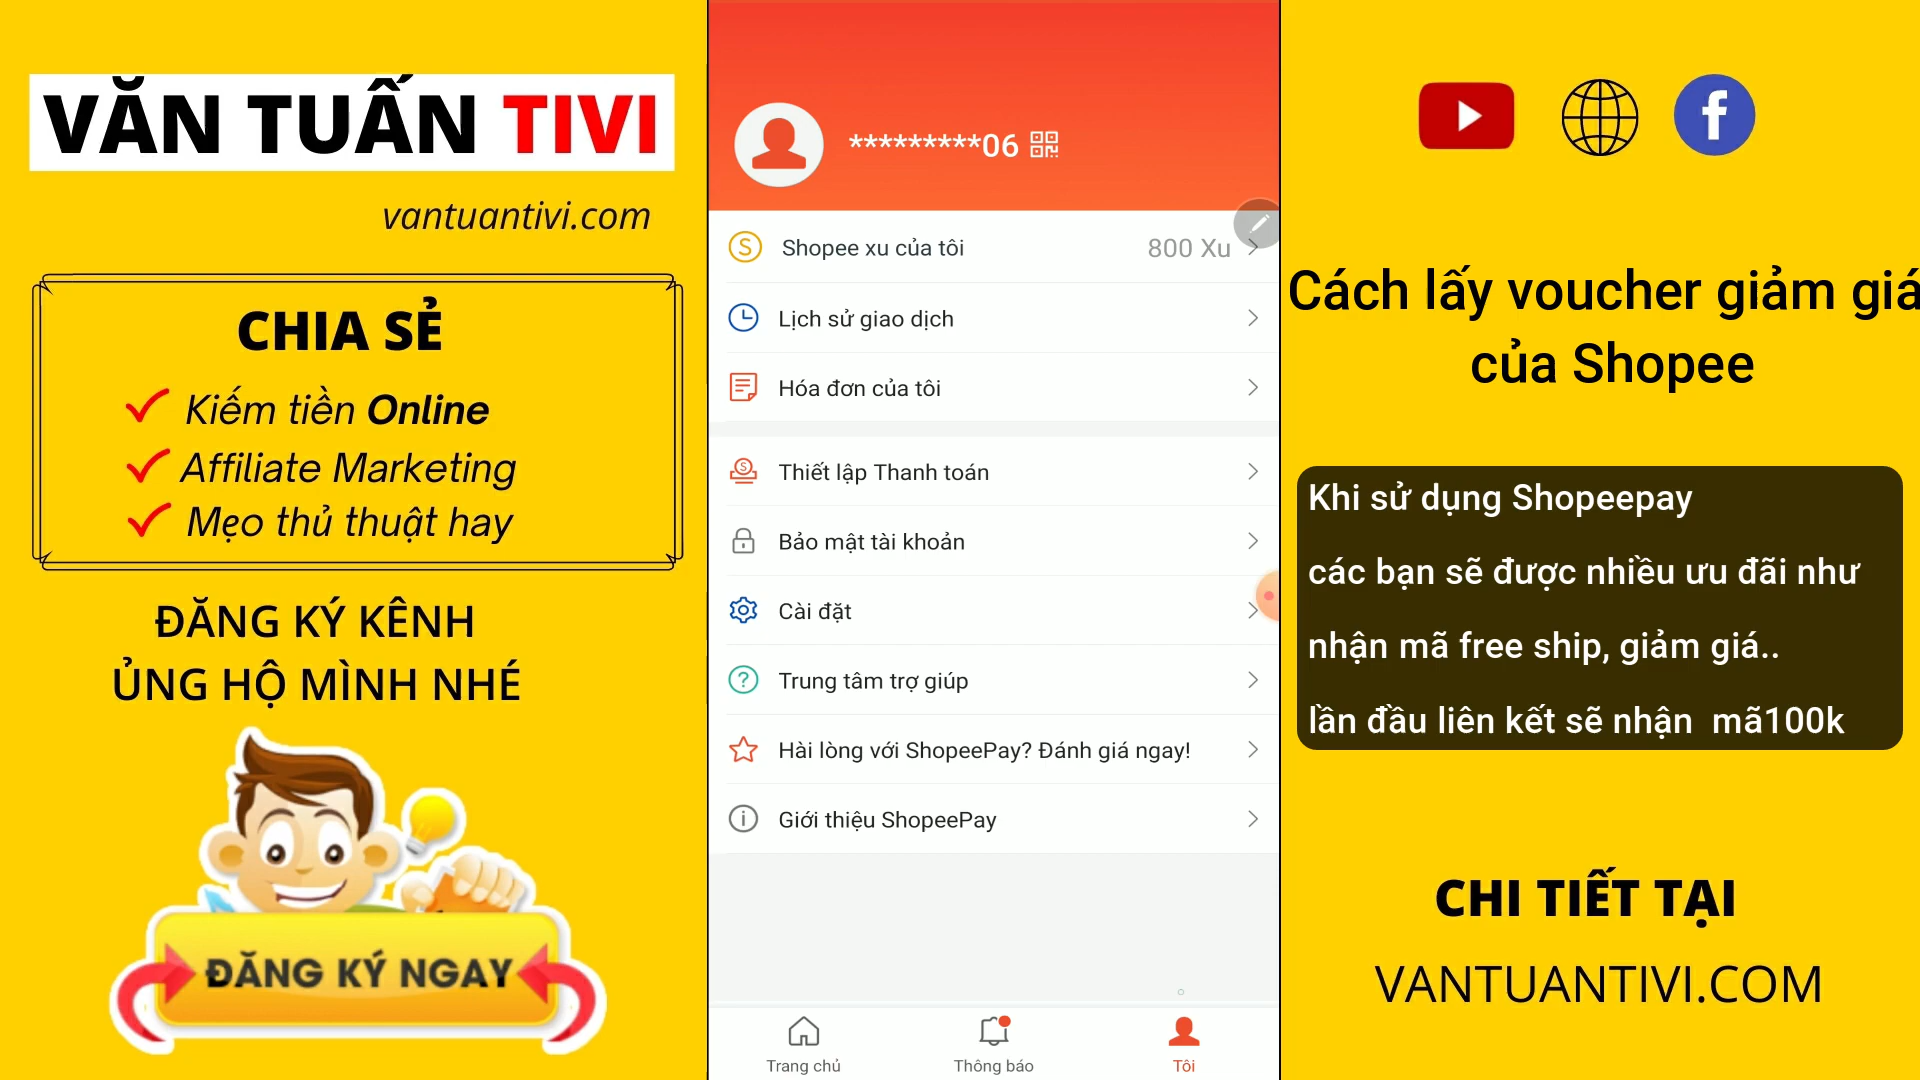 VĂN TUẤN TIVI
vantuantivi.com
CHIA SẺ
Kiếm tiền Online
Affiliate Marketing
Mẹo thủ thuật hay
ĐĂNG KÝ KÊNH
ỦNG HỘ MÌNH NHÉ
ĐĂNG KÝ NGAY
*********06
Shopee xu của tôi 800 Xu
Lịch sử giao dịch
Hóa đơn của tôi
Thiết lập Thanh toán
Bảo mật tài khoản
Cài đặt
Trung tâm trợ giúp
Hài lòng với ShopeePay? Đánh giá ngay!
Giới thiệu ShopeePay
Trang chủ
Thông báo
Tôi
Cách lấy voucher giảm giá
của Shopee
Khi sử dụng Shopeepay
các bạn sẽ được nhiều ưu đãi như
nhận mã free ship, giảm giá..
lần đầu liên kết sẽ nhận mã100k
CHI TIẾT TẠI
VANTUANTIVI.COM